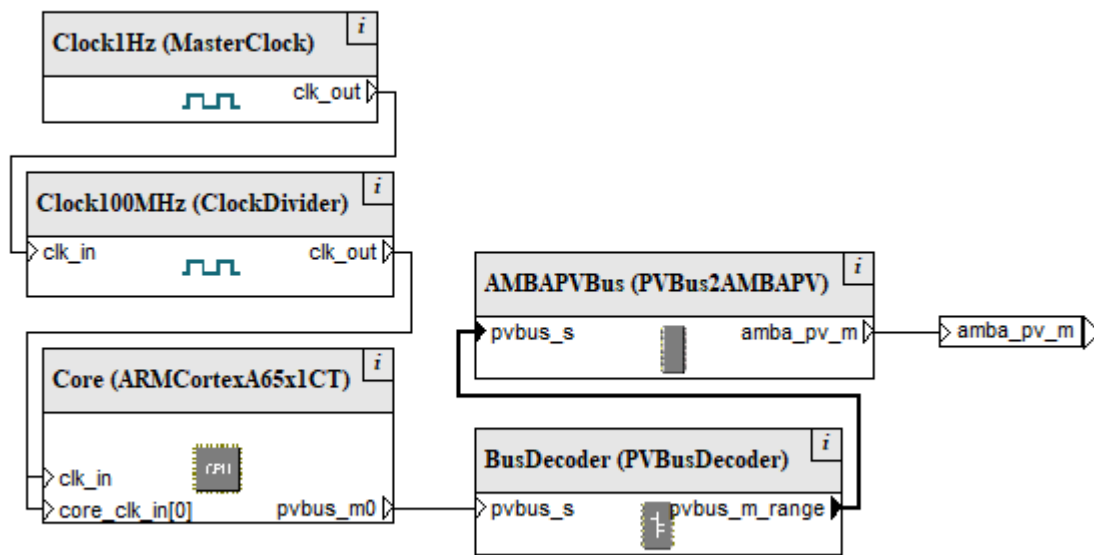 Clock1Hz (MasterClock)
i
clk_out
Clock100MHz (ClockDivider)
i
clk_in
clk_out
AMBAPVBus (PVBus2AMBAPV)
i
pvbus_s
amba_pv_m
amba_pv_m
Core (ARMCortexA65x1CT)
i
CPU
clk_in
core_clk_in[0]
pvbus_m0
BusDecoder (PVBusDecoder)
i
pvbus_s
pvbus_m_range